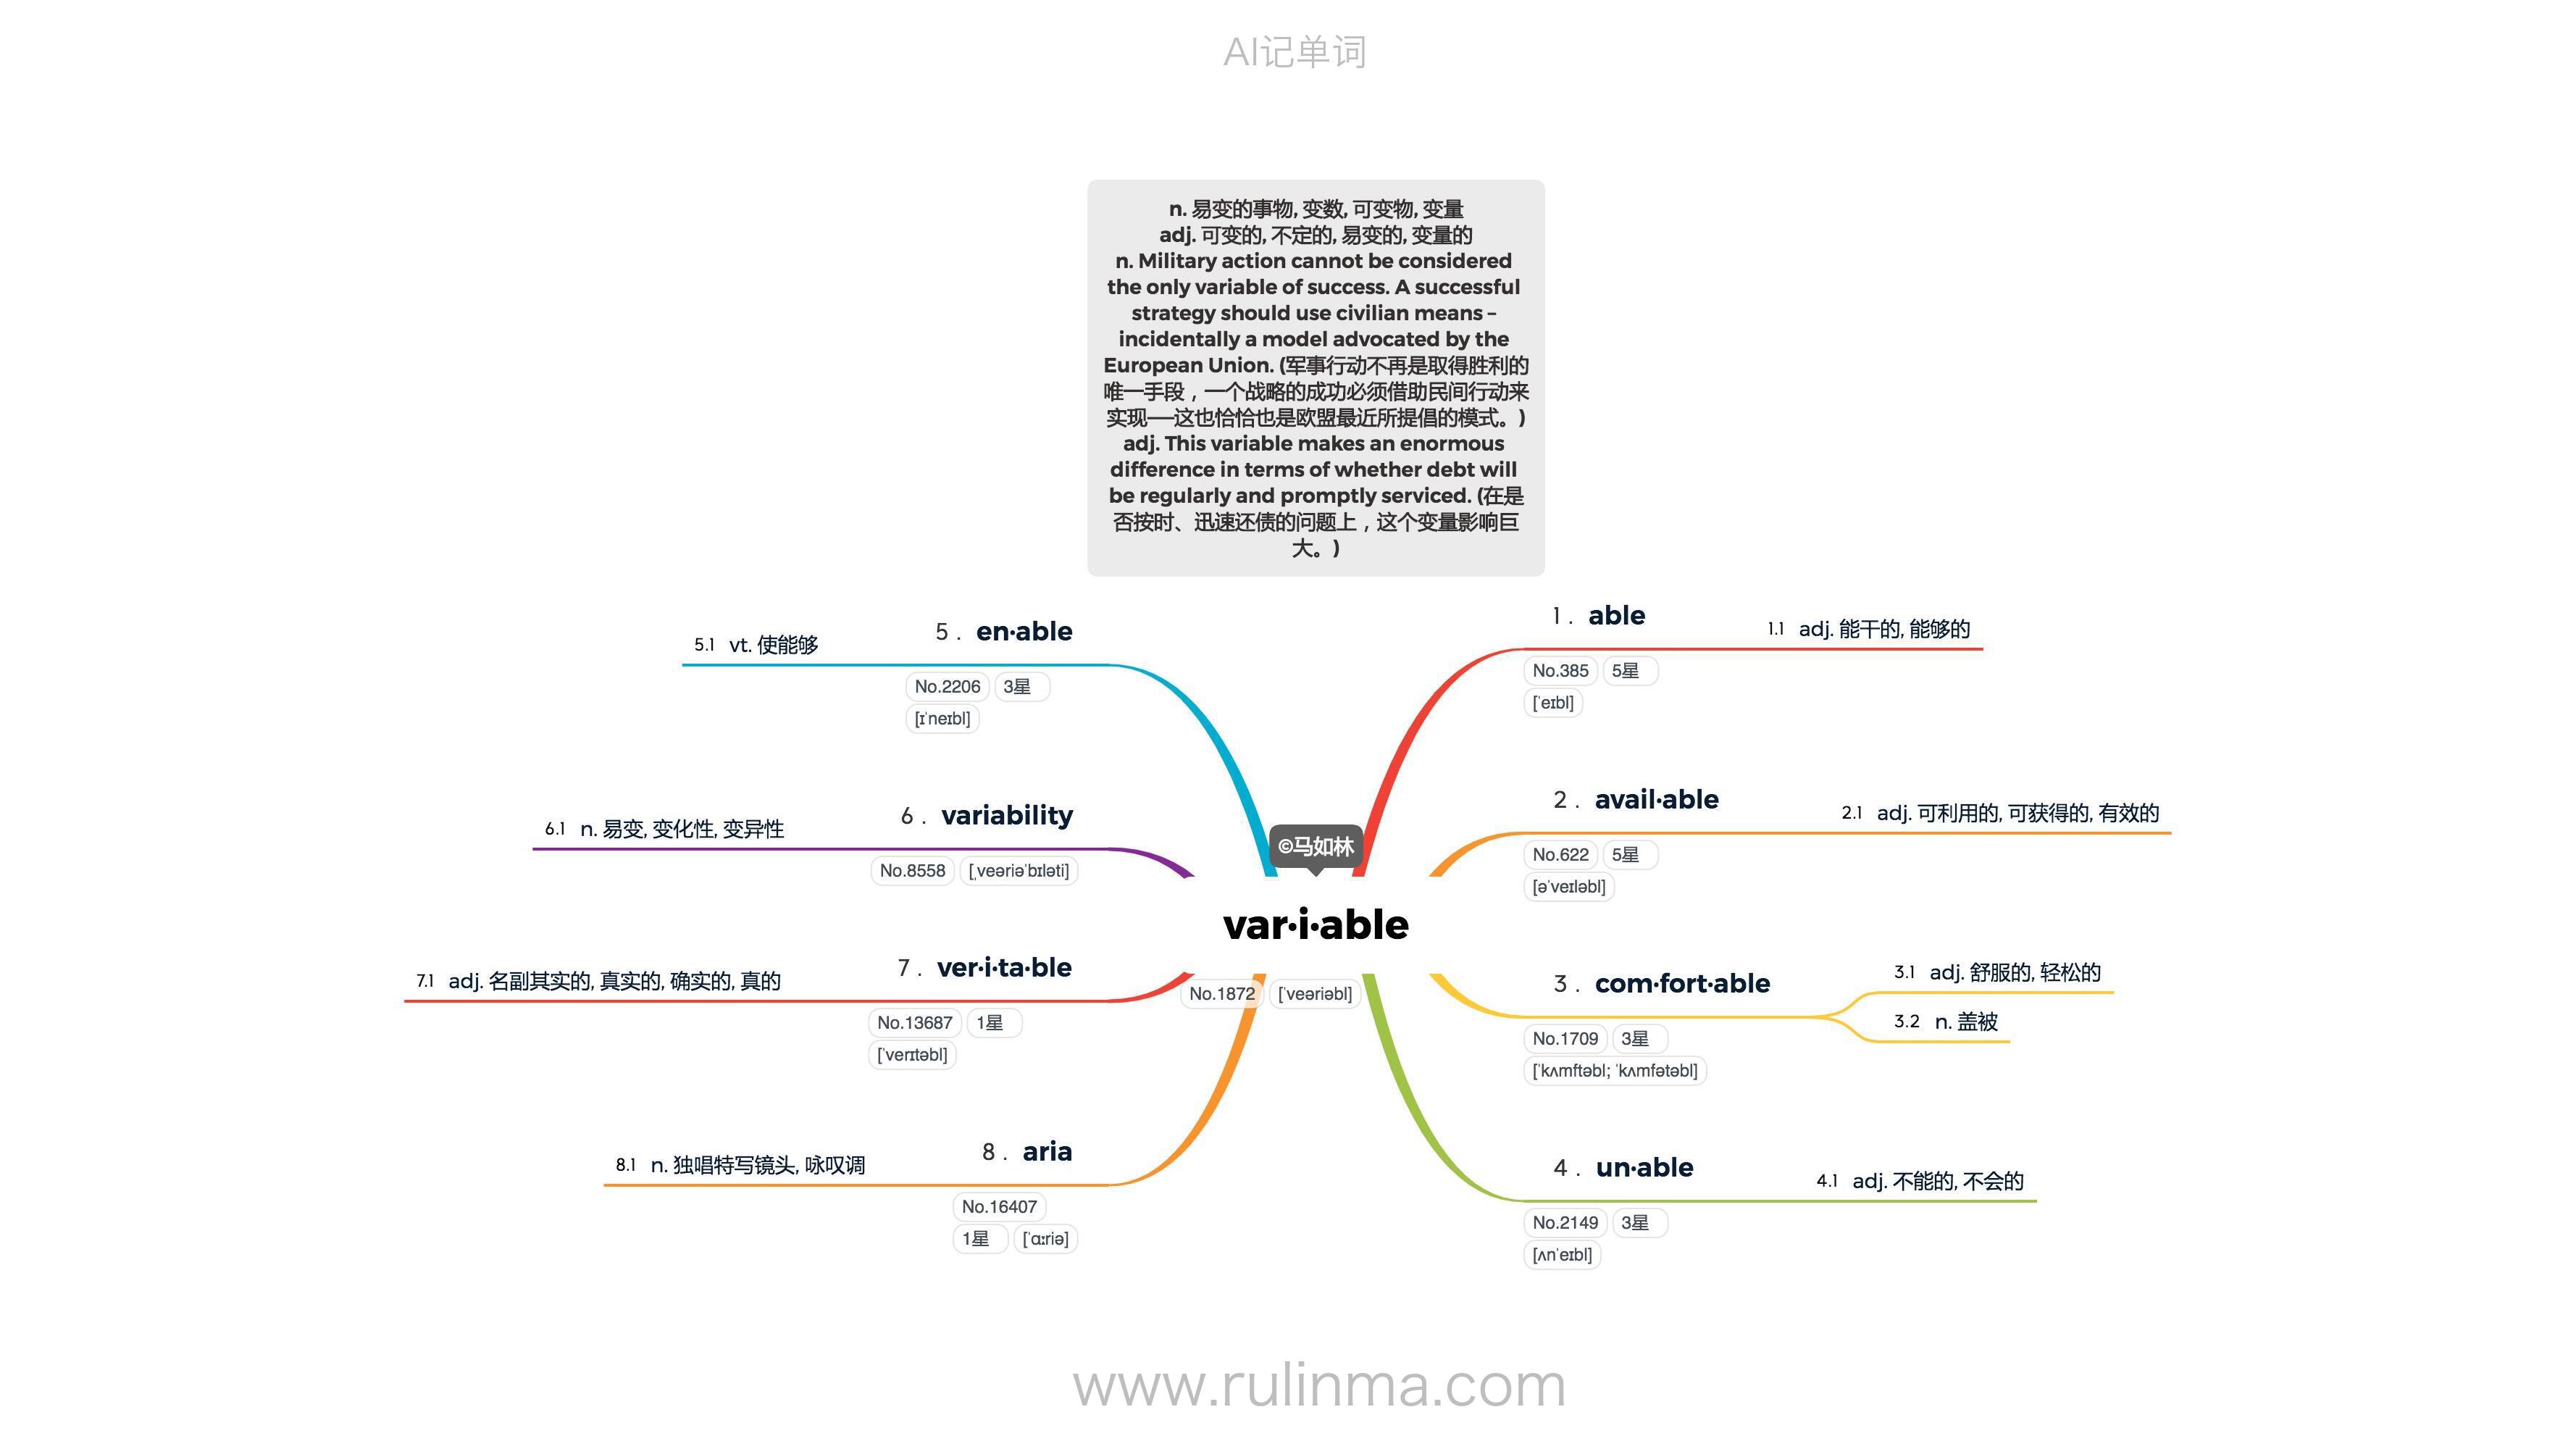 AI记单词
n. 易变的事物, 变数, 可变物, 变量
adj. 可变的, 不定的, 易变的, 变量的
n. Military action cannot be considered
the only variable of success. A successful
strategy should use civilian means –
incidentally a model advocated by the
European Union. (军事行动不再是取得胜利的
唯一手段，一个战略的成功必须借助民间行动来
实现──这也恰恰也是欧盟最近所提倡的模式。)
adj. This variable makes an enormous
difference in terms of whether debt will
be regularly and promptly serviced. (在是
否按时、迅速还债的问题上，这个变量影响巨
大。)
©马如林
var·i·able
No.1872 [ˈveəriəbl]
1 . able
1.1 adj. 能干的, 能够的
No.385 5星
[ˈeɪbl]
2 . avail·able
2.1 adj. 可利用的, 可获得的, 有效的
No.622 5星
[əˈveɪləbl]
3 . com·fort·able
3.1 adj. 舒服的, 轻松的
3.2 n. 盖被
No.1709 3星
[ˈkʌmftəbl; ˈkʌmfətəbl]
4 . un·able
4.1 adj. 不能的, 不会的
No.2149 3星
[ʌnˈeɪbl]
5 . en·able
5.1 vt. 使能够
No.2206 3星
[ɪˈneɪbl]
6 . variability
6.1 n. 易变, 变化性, 变异性
No.8558 [ˌveəriəˈbɪləti]
7 . ver·i·ta·ble
7.1 adj. 名副其实的, 真实的, 确实的, 真的
No.13687 1星
[ˈverɪtəbl]
8 . aria
8.1 n. 独唱特写镜头, 咏叹调
No.16407
1星 [ˈɑːriə]
www.rulinma.com